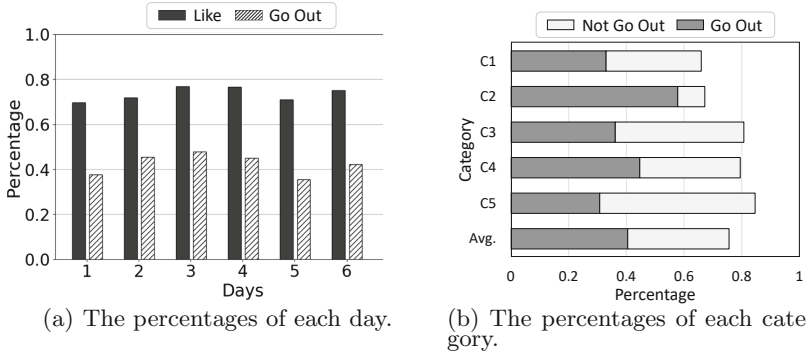 Like Go Out
1.0
0.8
0.6
0.4
0.2
0.0
Percentage
1 2 3 4 5 6
Days
(a) The percentages of each day.
Not Go Out Go Out
C1
C2
C3
C4
C5
Avg.
Category
0 0.2 0.4 0.6 0.8 1
Percentage
(b) The percentages of each cate
gory.